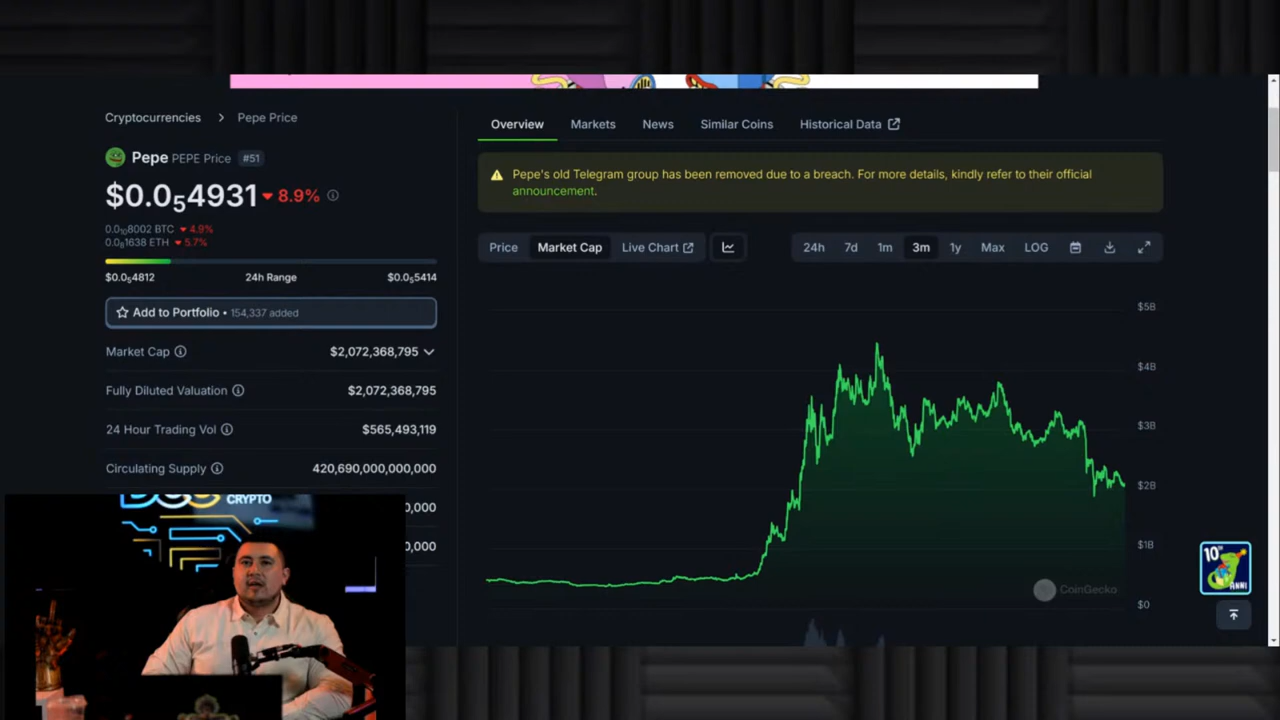 Cryptocurrencies > Pepe Price
Pepe PEPE Price #51
$0.0₅4931 8.9%
0.0₁₀8002 BTC 4.9%
0.0₈1638 ETH 5.7%
$0.0₅4812 24h Range $0.0₅5414
Add to Portfolio • 154,337 added
Market Cap $2,072,368,795
Fully Diluted Valuation $2,072,368,795
24 Hour Trading Vol $565,493,119
Circulating Supply 420,690,000,000,000
0,000
0,000
CRYPTO
Overview Markets News Similar Coins Historical Data
Pepe's old Telegram group has been removed due to a breach. For more details, kindly refer to their official
announcement.
Price Market Cap Live Chart 24h 7d 1m 3m 1y Max LOG
$5B
$4B
$3B
$2B
$1B
$0
CoinGecko
10th
ANNI